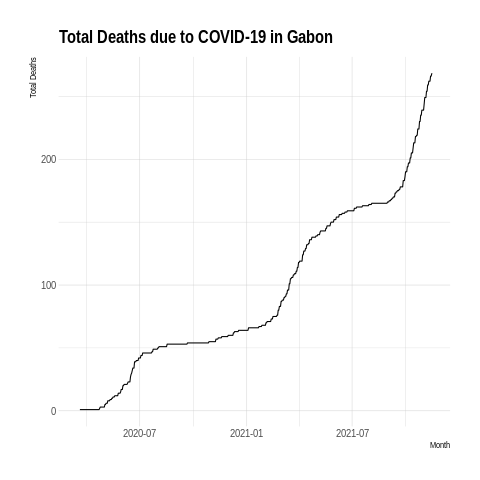 Total Deaths due to COVID-19 in Gabon
Total Deaths
200
100
0
2020-07 2021-01 2021-07
Month